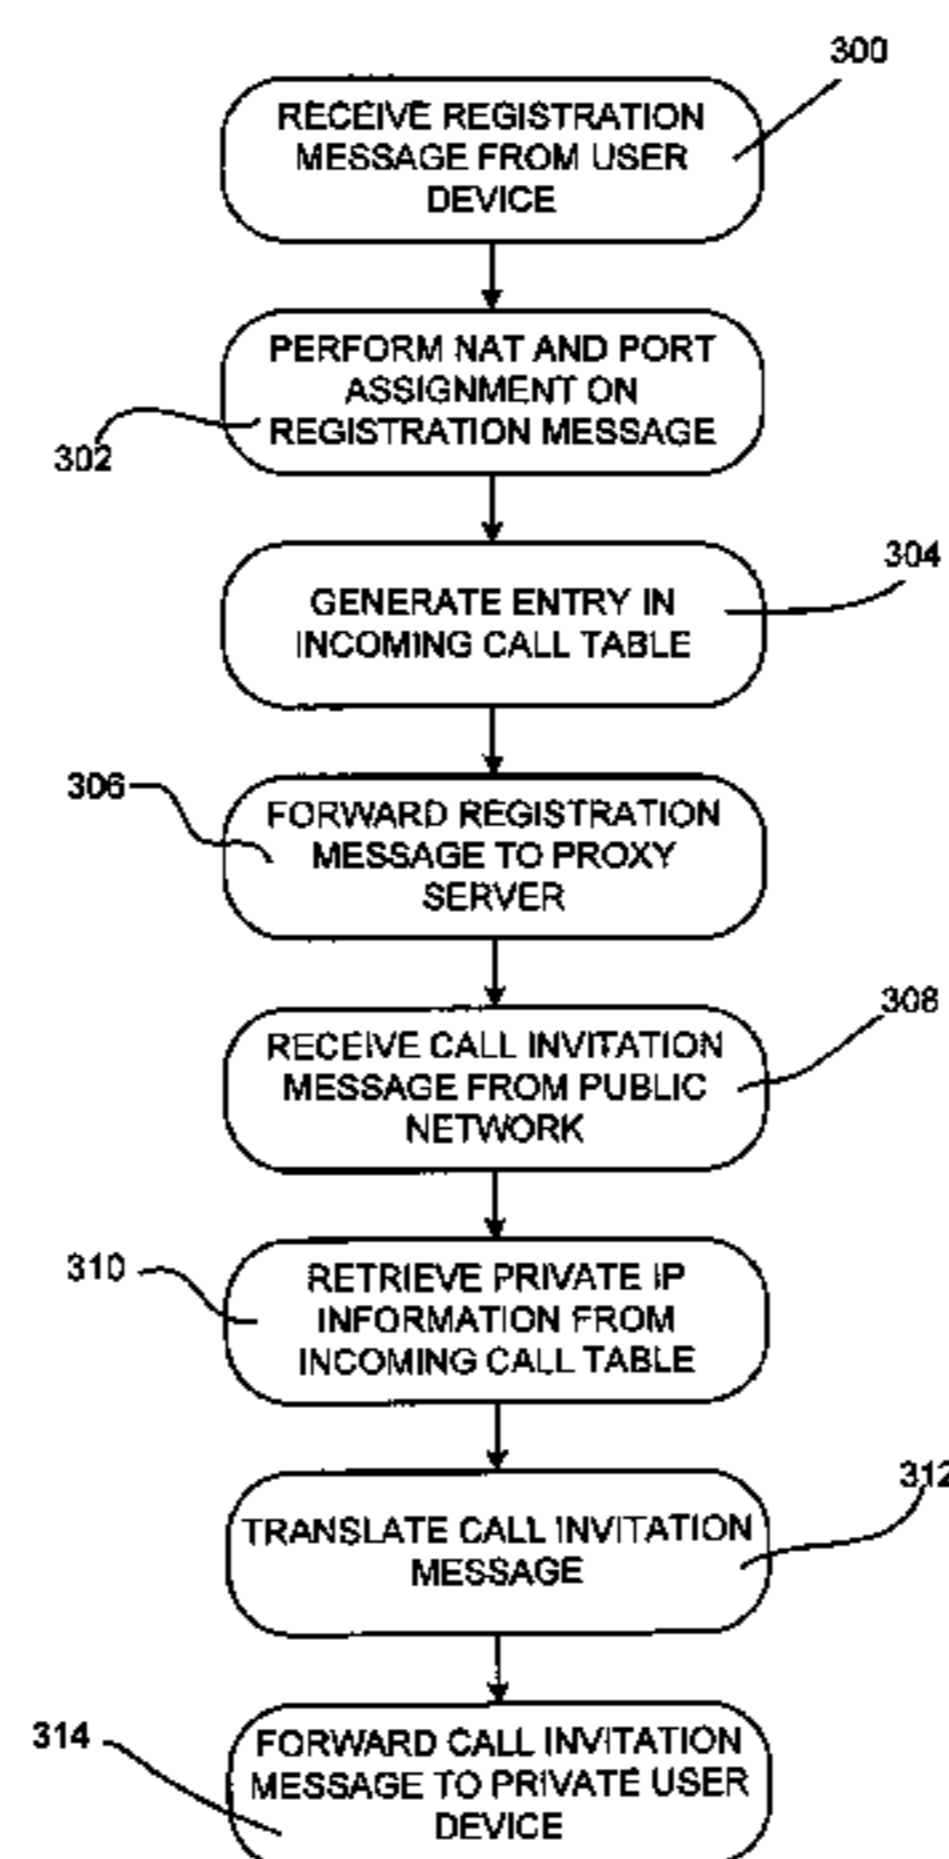 300
RECEIVE REGISTRATION
MESSAGE FROM USER
DEVICE
PERFORM NAT AND PORT
ASSIGNMENT ON
REGISTRATION MESSAGE
302
304
GENERATE ENTRY IN
INCOMING CALL TABLE
306
FORWARD REGISTRATION
MESSAGE TO PROXY
SERVER
308
RECEIVE CALL INVITATION
MESSAGE FROM PUBLIC
NETWORK
310
RETRIEVE PRIVATE IP
INFORMATION FROM
INCOMING CALL TABLE
312
TRANSLATE CALL INVITATION
MESSAGE
314
FORWARD CALL INVITATION
MESSAGE TO PRIVATE USER
DEVICE